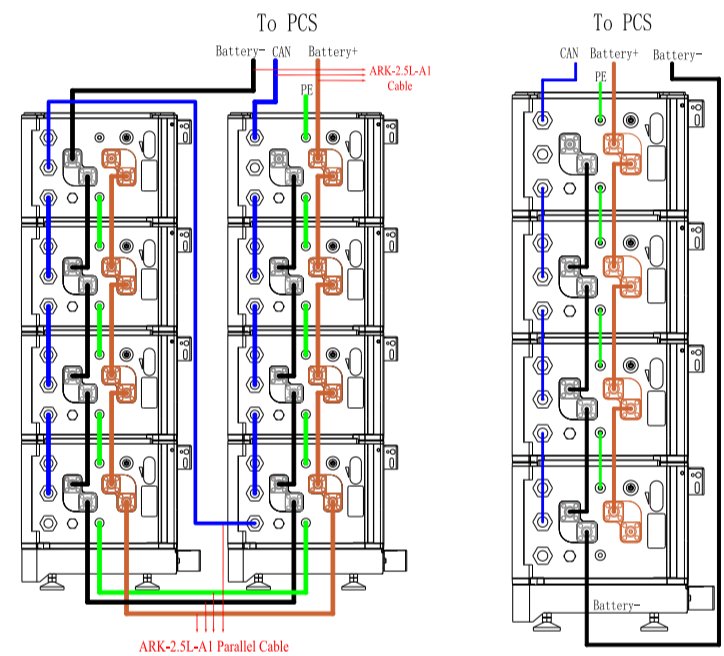 To PCS
Battery- CAN Battery+
ARK-2.5L-A1
Cable
PE
ARK-2.5L-A1 Parallel Cable
To PCS
CAN Battery+ Battery-
PE
Battery-